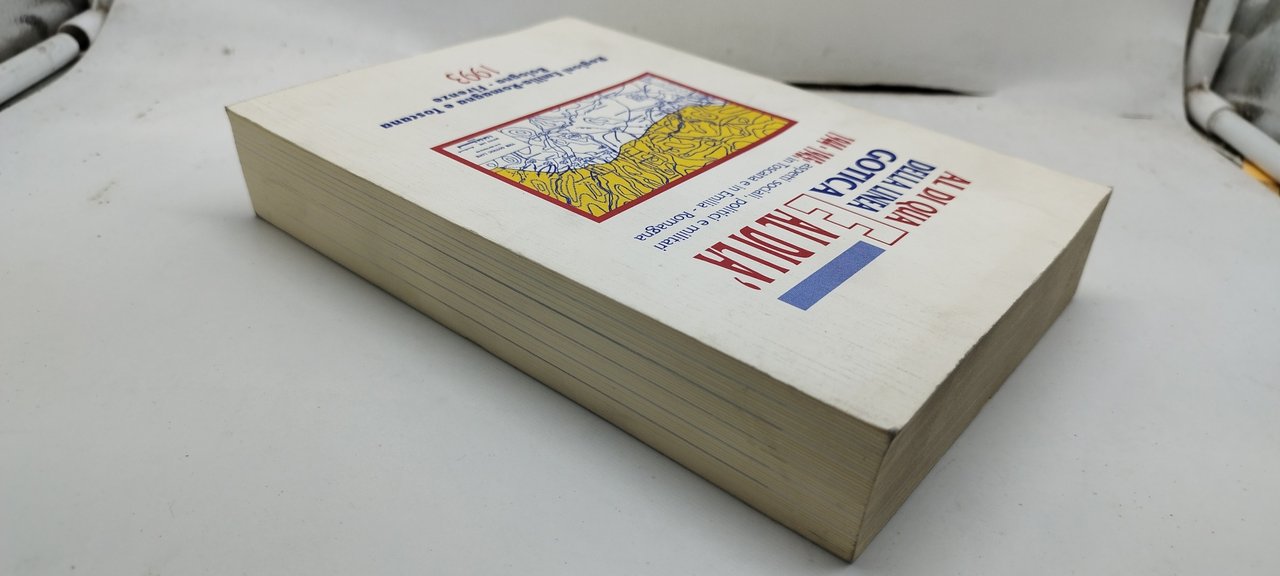 AL DI QUA
E AL DI LA'
DELLA LINEA
GOTICA
1944-1945:
aspetti sociali politici e militari
in Toscana e in Emilia-Romagna
Regioni Emilia-Romagna e Toscana
Bologna-Firenze
1993